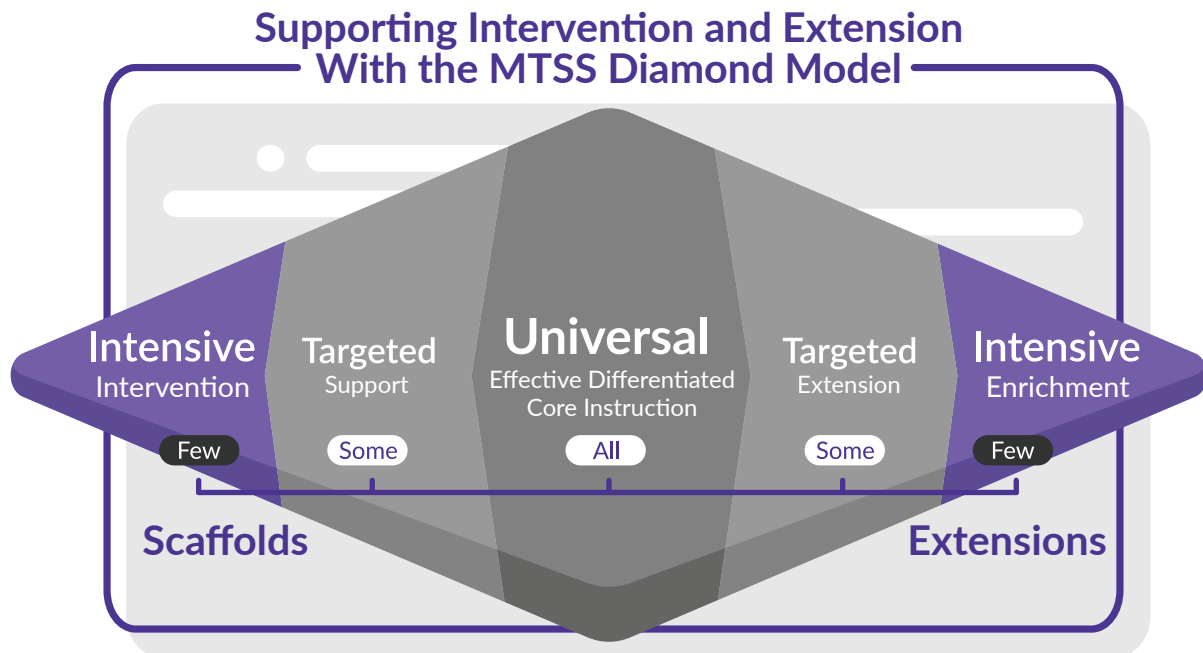 Supporting Intervention and Extension
With the MTSS Diamond Model
Intensive
Intervention
Few
Targeted
Support
Some
Universal
Effective Differentiated
Core Instruction
All
Targeted
Extension
Some
Intensive
Enrichment
Few
Scaffolds
Extensions